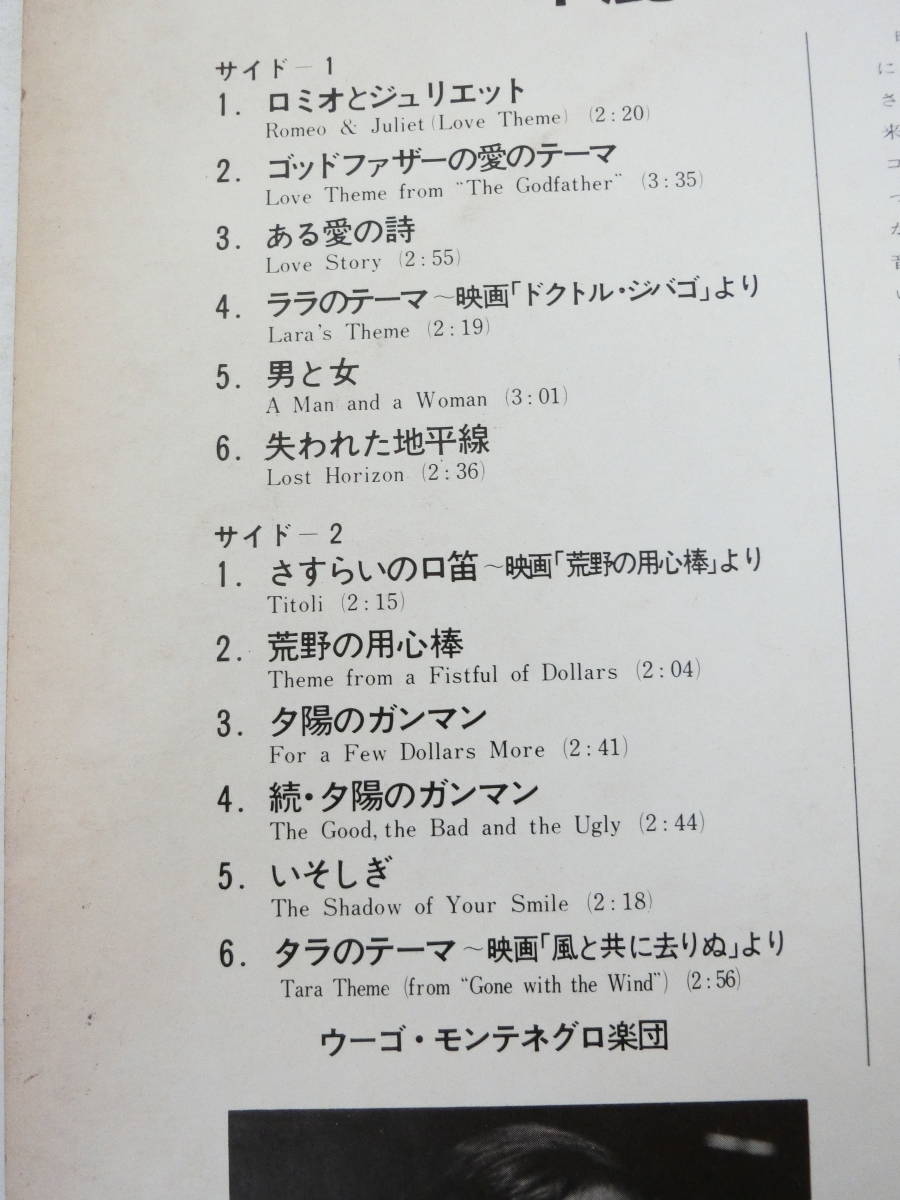 サイド－1
1. ロミオとジュリエット
Romeo & Juliet (Love Theme) (2:20)
2. ゴッドファザーの愛のテーマ
Love Theme from "The Godfather" (3:35)
3. ある愛の詩
Love Story (2:55)
4. ララのテーマ～映画「ドクトル・ジバゴ」より
Lara's Theme (2:19)
5. 男と女
A Man and a Woman (3:01)
6. 失われた地平線
Lost Horizon (2:36)
サイド－2
1. さすらいの口笛～映画「荒野の用心棒」より
Titoli (2:15)
2. 荒野の用心棒
Theme from a Fistful of Dollars (2:04)
3. 夕陽のガンマン
For a Few Dollars More (2:41)
4. 続・夕陽のガンマン
The Good, the Bad and the Ugly (2:44)
5. いそしぎ
The Shadow of Your Smile (2:18)
6. タラのテーマ～映画「風と共に去りぬ」より
Tara Theme (from "Gone with the Wind") (2:56)
ウーゴ・モンテネグロ楽団